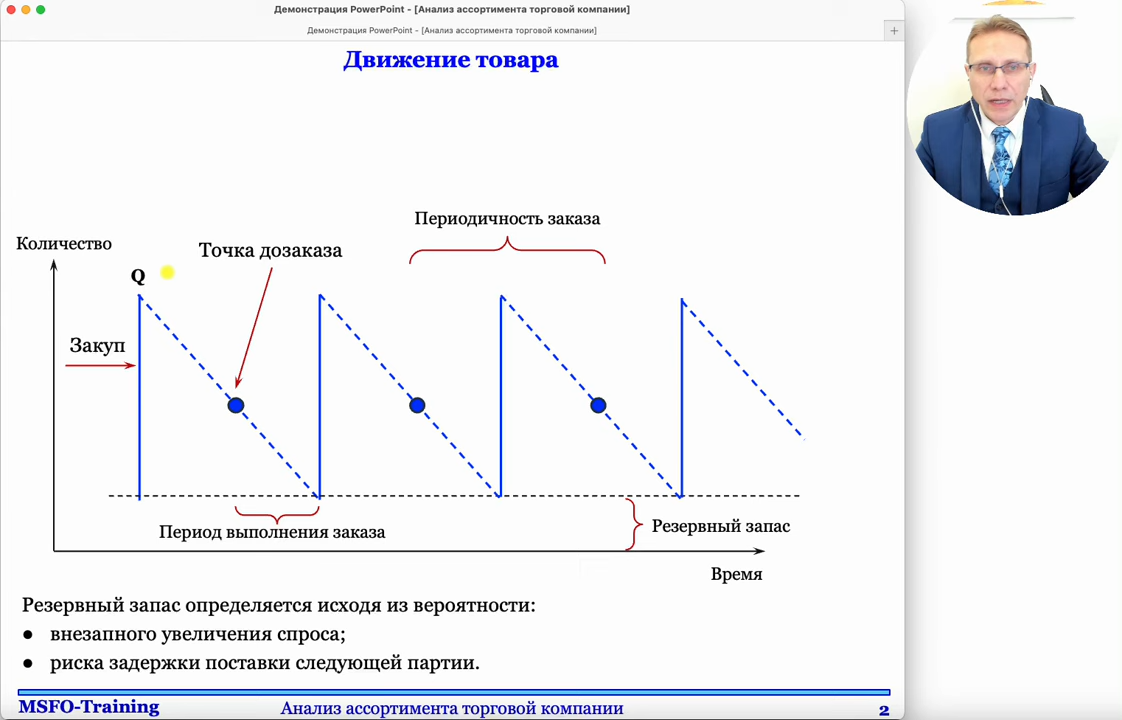 Демонстрация PowerPoint - [Анализ ассортимента торговой компании]
Демонстрация PowerPoint - [Анализ ассортимента торговой компании]
+
Движение товара
Периодичность заказа
Количество
Точка дозаказа
Q
Закуп
Период выполнения заказа
Резервный запас
Время
Резервный запас определяется исходя из вероятности:
● внезапного увеличения спроса;
● риска задержки поставки следующей партии.
MSFO-Training
Анализ ассортимента торговой компании
2